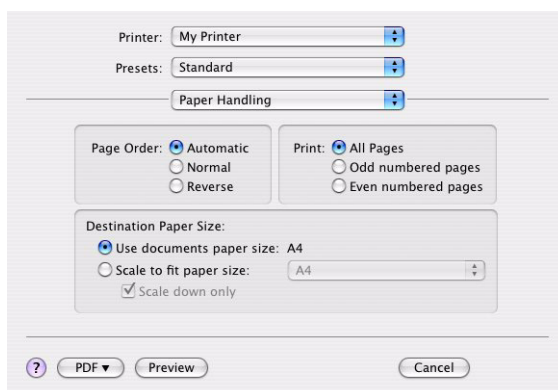 Printer: My Printer
Presets: Standard
Paper Handling
Page Order: Automatic
Normal
Reverse
Print: All Pages
Odd numbered pages
Even numbered pages
Destination Paper Size:
Use documents paper size: A4
Scale to fit paper size: A4
Scale down only
? PDF▼ Preview Cancel